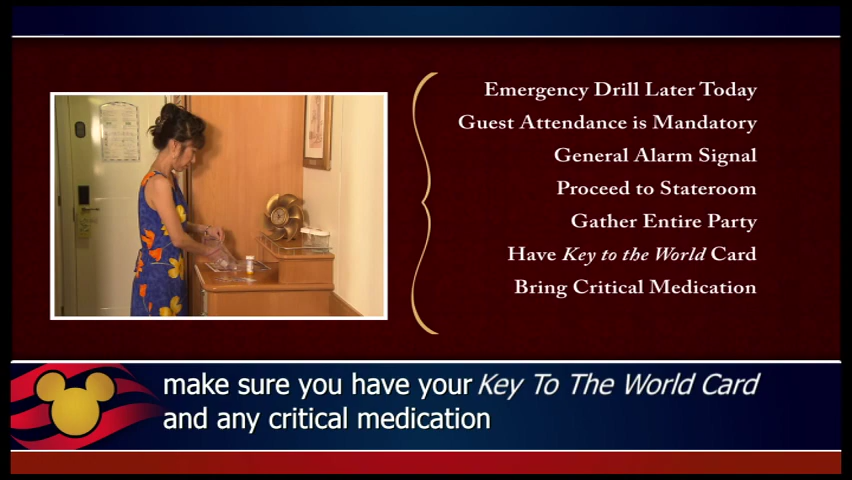 Emergency Drill Later Today
Guest Attendance is Mandatory
General Alarm Signal
Proceed to Stateroom
Gather Entire Party
Have Key to the World Card
Bring Critical Medication
make sure you have your Key To The World Card
and any critical medication